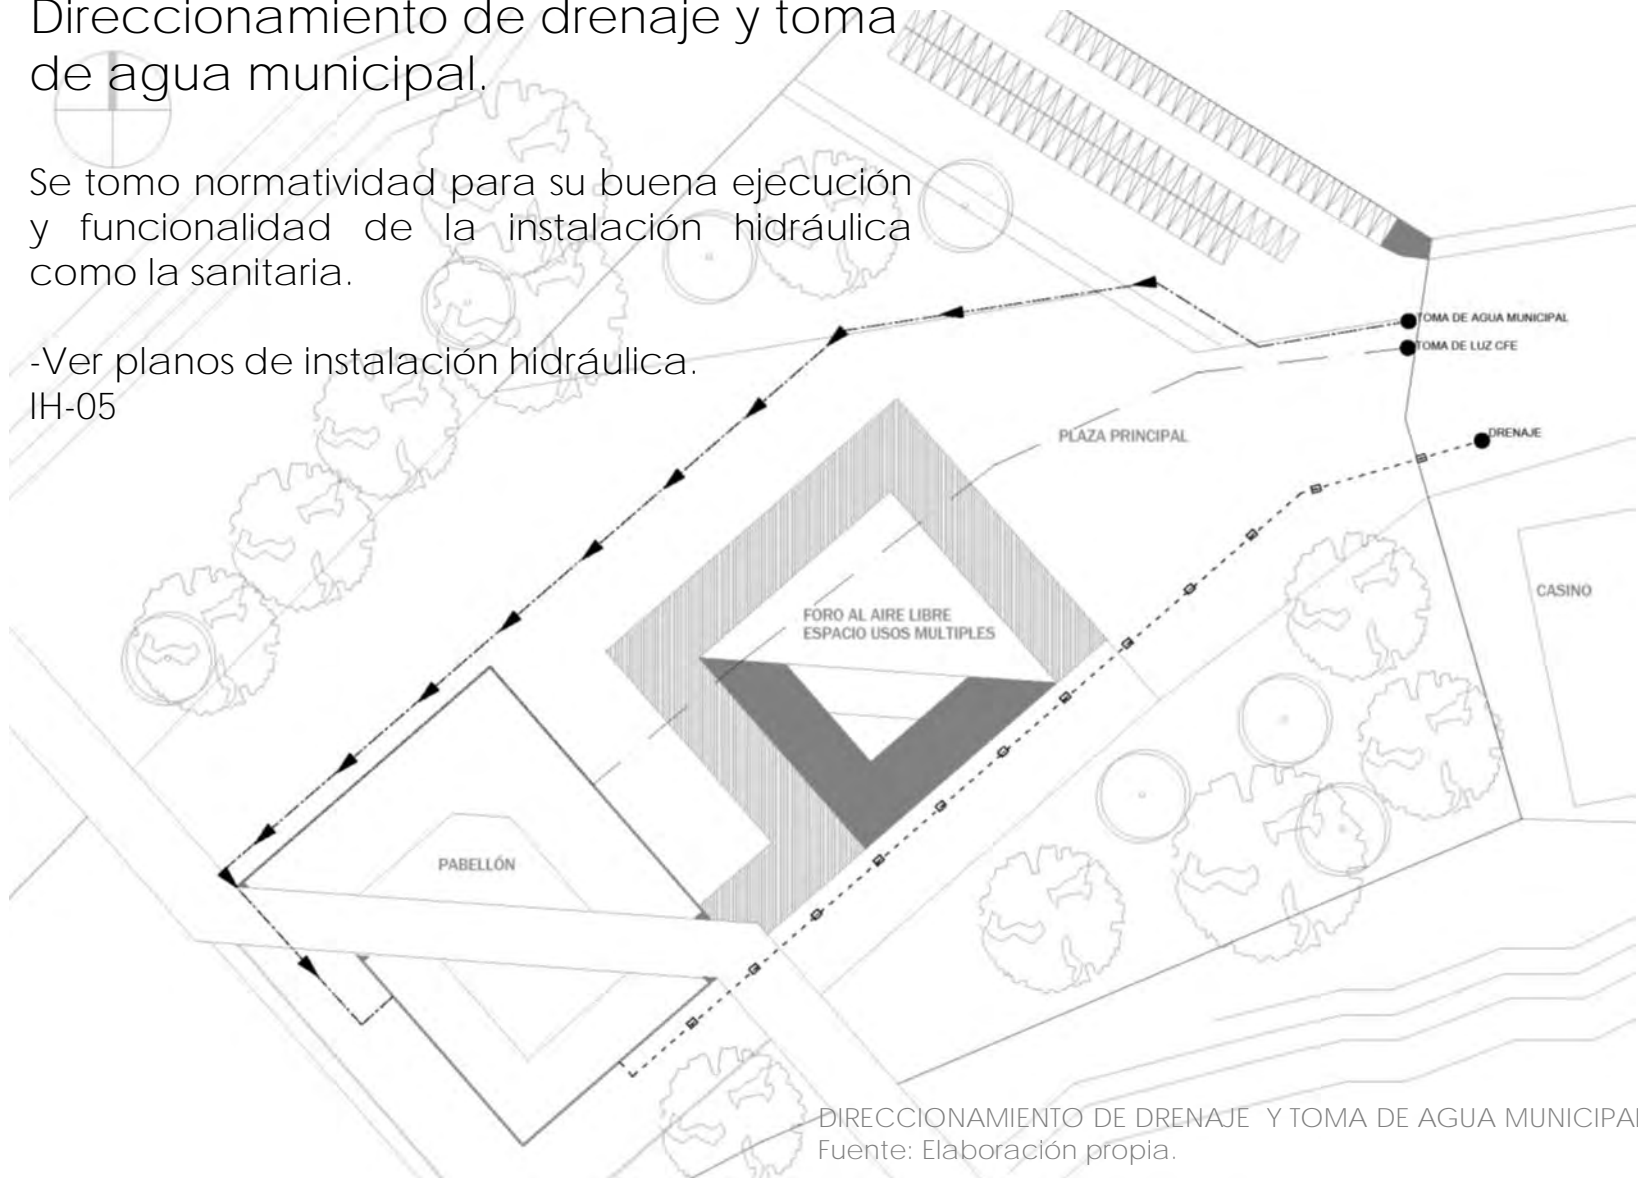 Direccionamiento de drenaje y toma
de agua municipal.
Se tomo normatividad para su buena ejecución
y funcionalidad de la instalación hidráulica
como la sanitaria.
-Ver planos de instalación hidráulica.
IH-05
TOMA DE AGUA MUNICIPAL
TOMA DE LUZ CFE
PLAZA PRINCIPAL
DRENAJE
CASINO
FORO AL AIRE LIBRE
ESPACIO USOS MULTIPLES
PABELLÓN
DIRECCIONAMIENTO DE DRENAJE Y TOMA DE AGUA MUNICIPAL
Fuente: Elaboración propia.